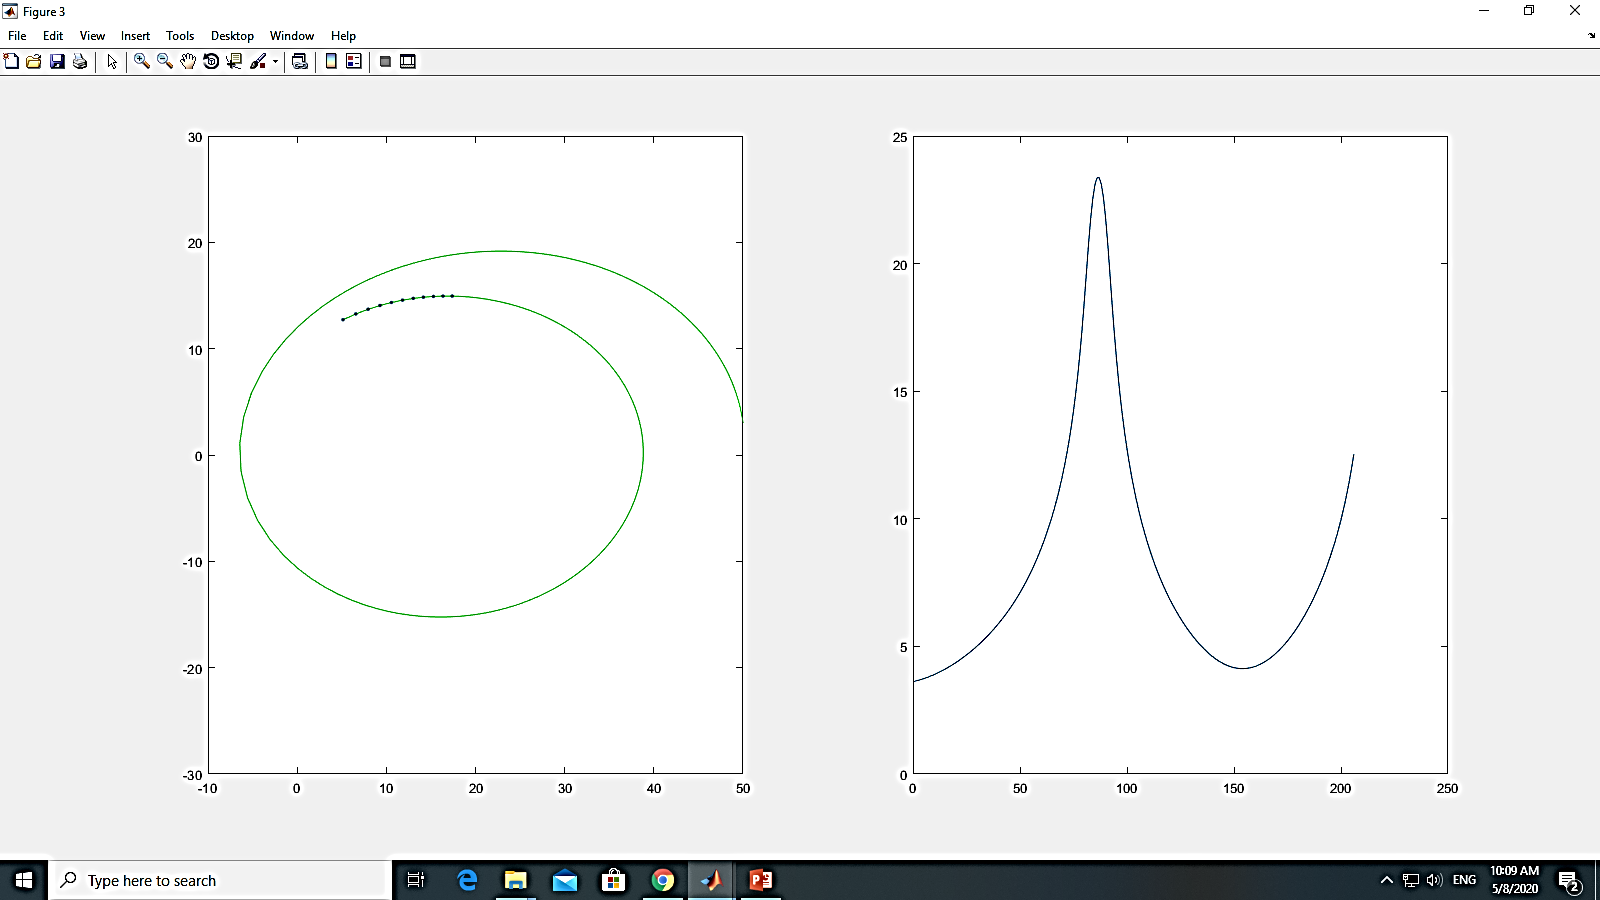 Figure 3
File Edit View Insert Tools Desktop Window Help
30
20
10
0
-10
-20
-30
-10 0 10 20 30 40 50
25
20
15
10
5
0
0 50 100 150 200 250
Type here to search
ENG
10:09 AM
5/8/2020
2